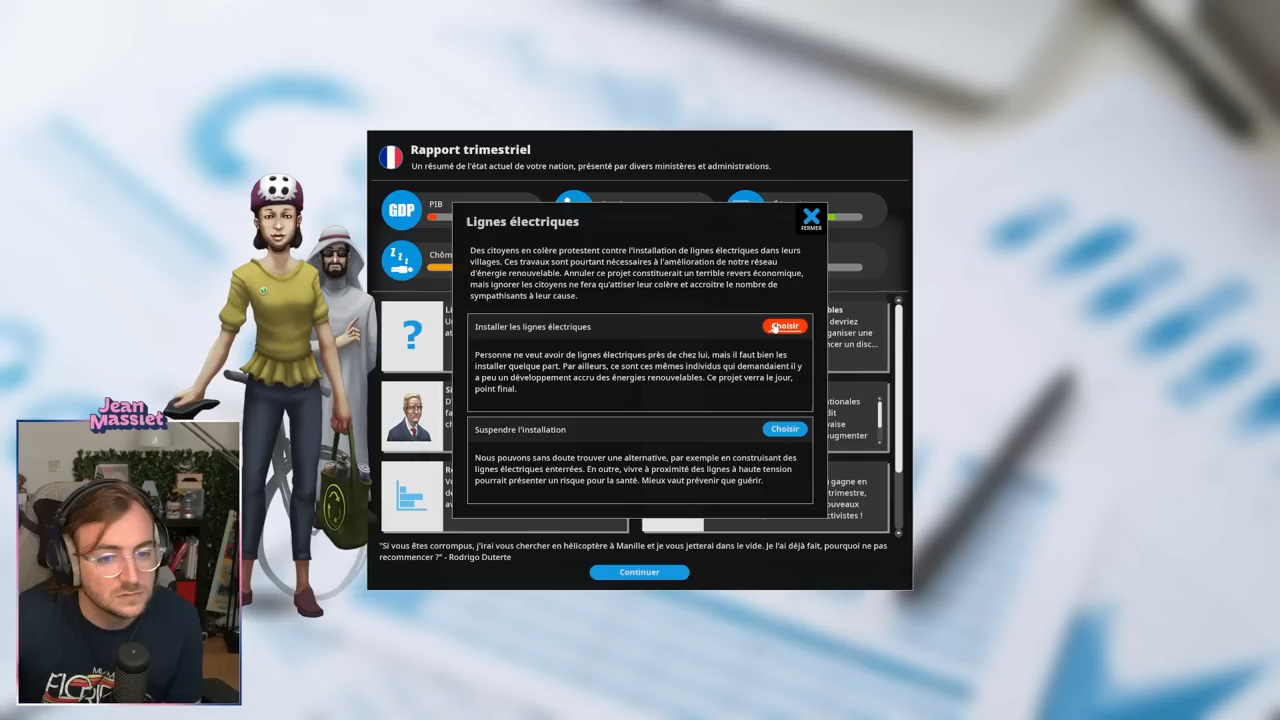 Rapport trimestriel
Un résumé de l'état actuel de votre nation, présenté par divers ministères et administrations.
GDP
PIB
Chôm
Lignes électriques
FERMER
Des citoyens en colère protestent contre l'installation de lignes électriques dans leurs
villages. Ces travaux sont pourtant nécessaires à l'amélioration de notre réseau
d'énergie renouvelable. Annuler ce projet constituerait un terrible revers économique,
mais ignorer les citoyens ne fera qu'attiser leur colère et accroitre le nombre de
sympathisants à leur cause.
Installer les lignes électriques
Choisir
Personne ne veut avoir de lignes électriques près de chez lui, mais il faut bien les
installer quelque part. Par ailleurs, ce sont ces mêmes individus qui demandaient il y
a peu un développement accru des énergies renouvelables. Ce projet verra le jour,
point final.
Suspendre l'installation
Choisir
Nous pouvons sans doute trouver une alternative, par exemple en construisant des
lignes électriques enterrées. En outre, vivre à proximité des lignes à haute tension
pourrait présenter un risque pour la santé. Mieux vaut prévenir que guérir.
?
bles
devriez
ganiser une
ncer un disc...
ationales
dit
vaise
augmenter
gagne en
trimestre,
ouveaux
ctivistes !
"Si vous êtes corrompus, j'irai vous chercher en hélicoptère à Manille et je vous jetterai dans le vide. Je l'ai déjà fait, pourquoi ne pas
recommencer ?" - Rodrigo Duterte
Continuer
Jean
Massiet